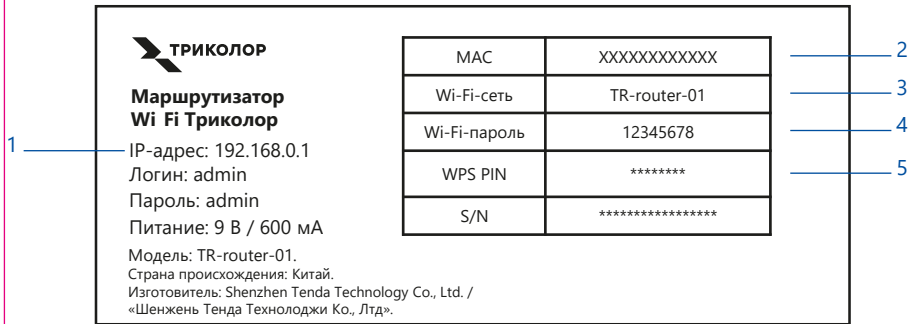 ТРИКОЛОР
Маршрутизатор
Wi Fi Триколор
1
IP-адрес: 192.168.0.1
Логин: admin
Пароль: admin
Питание: 9 В / 600 мА
Модель: TR-router-01.
Страна происхождения: Китай.
Изготовитель: Shenzhen Tenda Technology Co., Ltd. /
«Шенжень Тенда Технолоджи Ко., Лтд».
MAC XXXXXXXXXXXX 2
Wi-Fi-сеть TR-router-01 3
Wi-Fi-пароль 12345678 4
WPS PIN ******** 5
S/N *****************